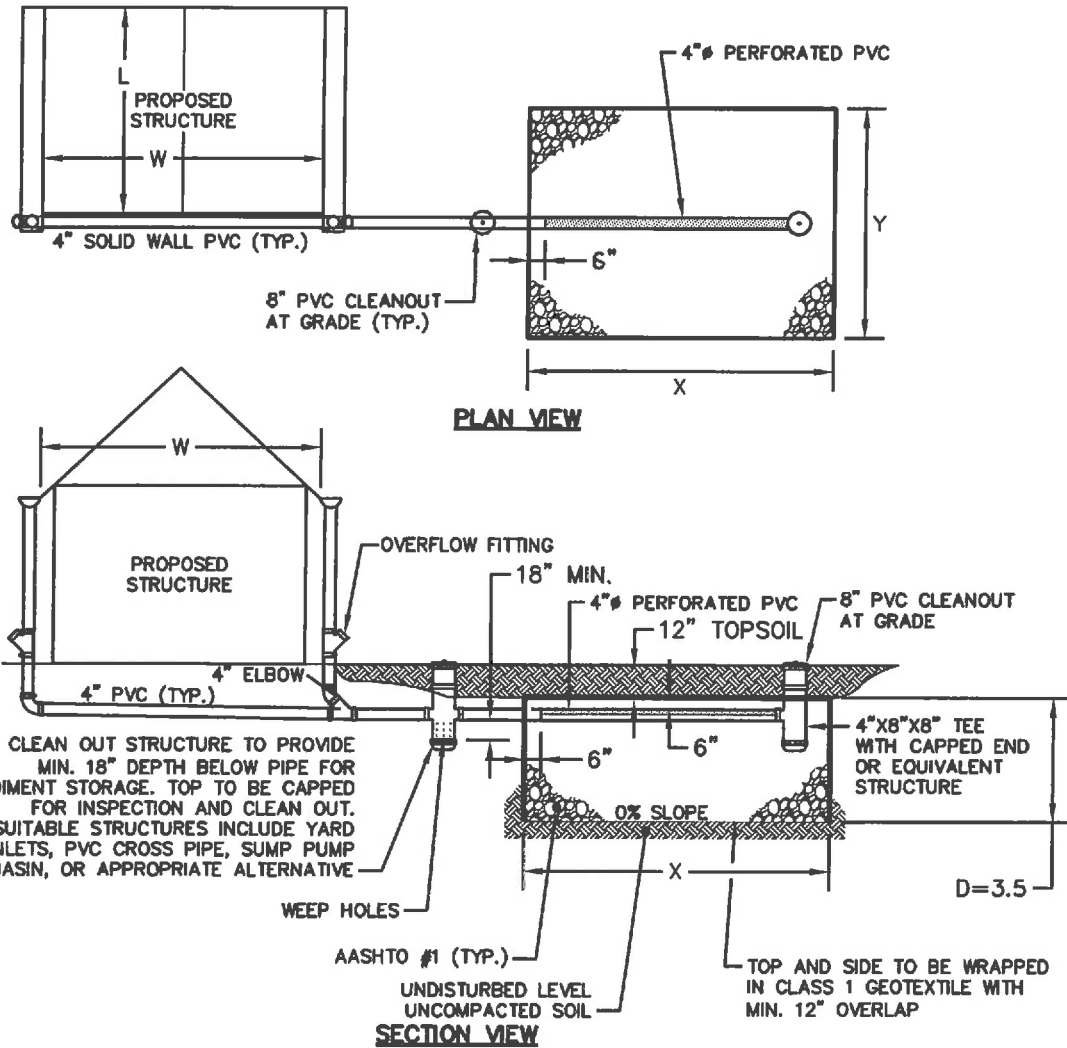 4"ø PERFORATED PVC
L
PROPOSED
STRUCTURE
W
Y
4" SOLID WALL PVC (TYP.)
6"
8" PVC CLEANOUT
AT GRADE (TYP.)
X
PLAN VIEW
W
OVERFLOW FITTING
PROPOSED
STRUCTURE
18" MIN.
4"ø PERFORATED PVC
8" PVC CLEANOUT
AT GRADE
12" TOPSOIL
4" ELBOW
4" PVC (TYP.)
CLEAN OUT STRUCTURE TO PROVIDE
MIN. 18" DEPTH BELOW PIPE FOR
DIMENT STORAGE. TOP TO BE CAPPED
FOR INSPECTION AND CLEAN OUT.
SUITABLE STRUCTURES INCLUDE YARD
NLETS, PVC CROSS PIPE, SUMP PUMP
BASIN, OR APPROPRIATE ALTERNATIVE
6"
6"
4"X8"X8" TEE
WITH CAPPED END
OR EQUIVALENT
STRUCTURE
0% SLOPE
X
D=3.5
WEEP HOLES
AASHTO #1 (TYP.)
UNDISTURBED LEVEL
UNCOMPACTED SOIL
TOP AND SIDE TO BE WRAPPED
IN CLASS 1 GEOTEXTILE WITH
MIN. 12" OVERLAP
SECTION VIEW